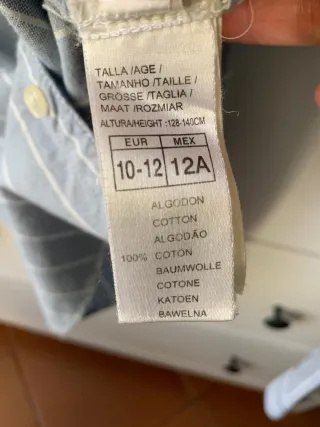 TALLA /AGE /
TAMANHO /TAILLE /
GRÖSSE /TAGLIA /
MAAT /ROZMIAR
ALTURA/HEIGHT :128-140CM
EUR MEX
10-12 12A
ALGODON
COTTON
ALGODÃO
100% COTON
BAUMWOLLE
COTONE
KATOEN
BAWELNA